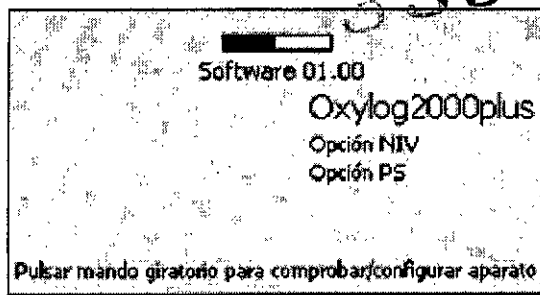 Software 01.00
Oxylog2000plus
Opción NIV
Opción PS
Pulsar mando giratorio para comprobar/configurar aparato